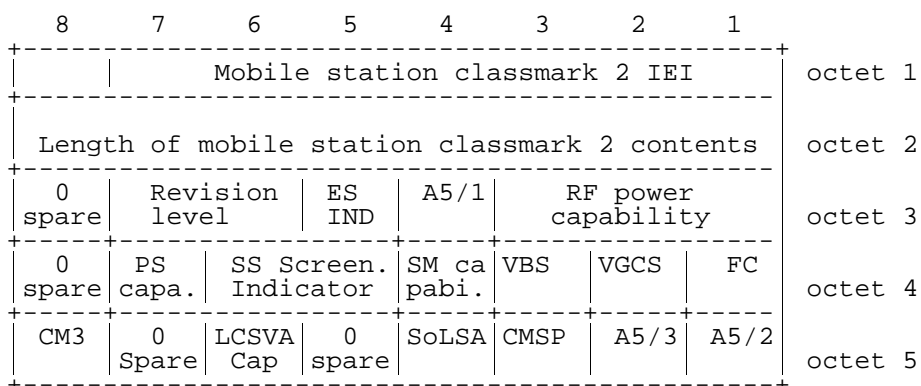 8 7 6 5 4 3 2 1
Mobile station classmark 2 IEI octet 1
Length of mobile station classmark 2 contents octet 2
0 Revision ES A5/1 RF power
spare level IND capability octet 3
0 PS SS Screen. SM ca VBS VGCS FC
spare capa. Indicator pabi. octet 4
CM3 0 LCSVA 0 SoLSA CMSP A5/3 A5/2
Spare Cap spare octet 5